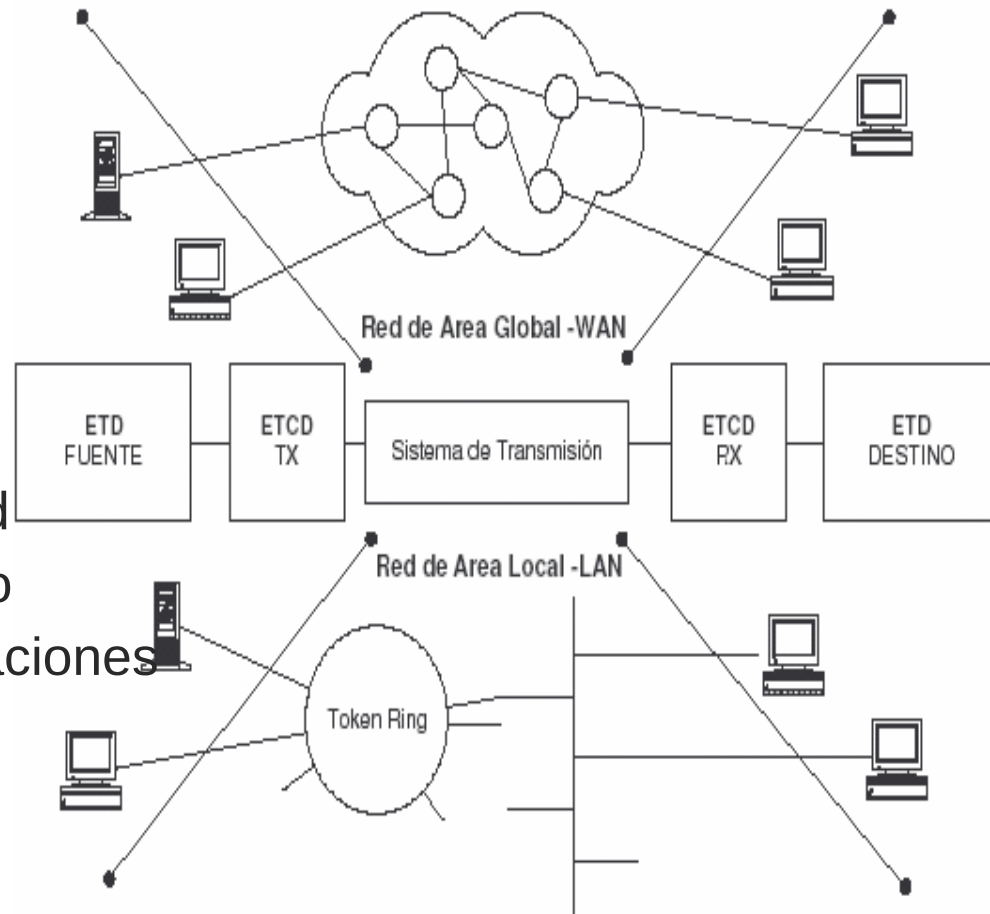 Red de Area Global -WAN
ETD
FUENTE
ETCD
TX
Sistema de Transmisión
ETCD
RX
ETD
DESTINO
Red de Area Local -LAN
Token Ring